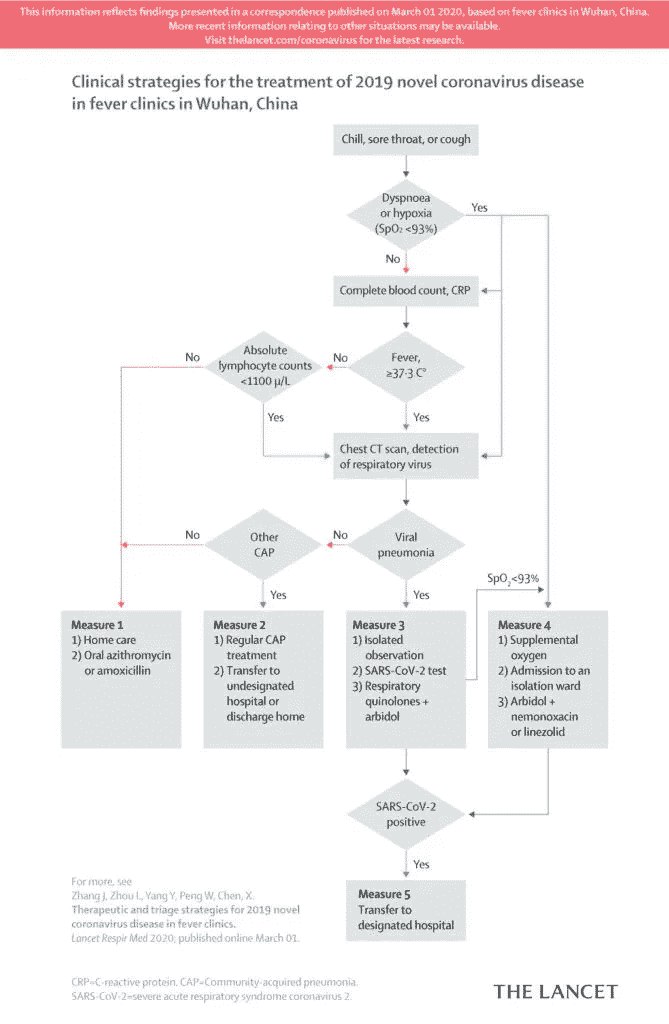 This information reflects findings presented in a correspondence published on March 01 2020, based on fever clinics in Wuhan, China.
More recent information relating to other situations may be available.
Visit thelancet.com/coronavirus for the latest research.
Clinical strategies for the treatment of 2019 novel coronavirus disease
in fever clinics in Wuhan, China
Chill, sore throat, or cough
Dyspnoea
or hypoxia
(SpO₂ <93%)
Yes
No
Complete blood count, CRP
Absolute
lymphocyte counts
<1100 μ/L
No
No
Fever,
≥37·3 C°
Yes
Yes
Chest CT scan, detection
of respiratory virus
Other
CAP
No
No
Viral
pneumonia
Yes
Yes
SpO₂<93%
Measure 1
1) Home care
2) Oral azithromycin
or amoxicillin
Measure 2
1) Regular CAP
treatment
2) Transfer to
undesignated
hospital or
discharge home
Measure 3
1) Isolated
observation
2) SARS-CoV-2 test
3) Respiratory
quinolones +
arbidol
Measure 4
1) Supplemental
oxygen
2) Admission to an
isolation ward
3) Arbidol +
nemonoxacin
or linezolid
SARS-CoV-2
positive
Yes
Measure 5
Transfer to
designated hospital
For more, see
Zhang J, Zhou L, Yang Y, Peng W, Chen, X.
Therapeutic and triage strategies for 2019 novel
coronavirus disease in fever clinics.
Lancet Respir Med 2020; published online March 01.
CRP=C-reactive protein. CAP=Community-acquired pneumonia.
SARS-CoV-2=severe acute respiratory syndrome coronavirus 2.
THE LANCET